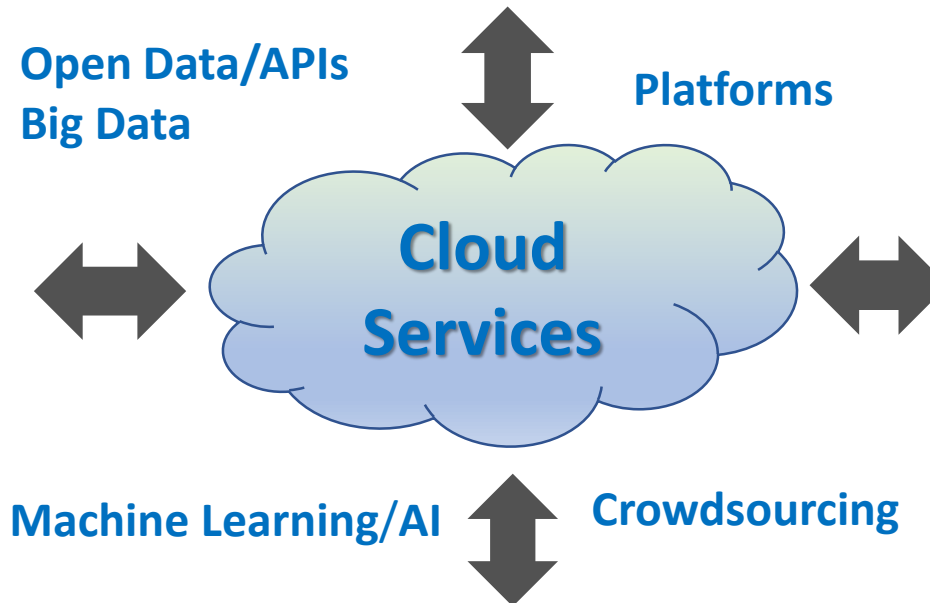 Open Data/APIs
Big Data
Platforms
Cloud
Services
Machine Learning/AI
Crowdsourcing